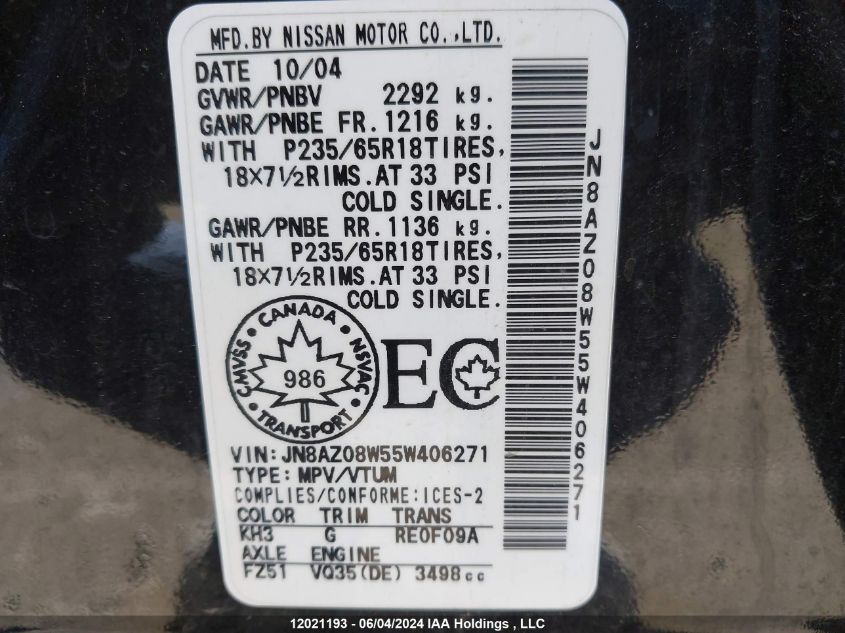 MFD.BY NISSAN MOTOR CO.,LTD.
DATE 10/04
GVWR/PNBV 2292 kg.
GAWR/PNBE FR. 1216 kg.
WITH P235/65R18TIRES,
18X7½RIMS.AT 33 PSI
COLD SINGLE.
GAWR/PNBE RR. 1136 kg.
WITH P235/65R18TIRES,
18X7½RIMS.AT 33 PSI
COLD SINGLE.
CMVSS • CANADA • NSVAC • TRANSPORT •
986
EC
VIN: JN8AZ08W55W406271
TYPE: MPV/VTUM
COMPLIES/CONFORME:ICES-2
COLOR TRIM TRANS
KH3 G RE0F09A
AXLE ENGINE
FZ51 VQ35(DE) 3498cc
JN8AZ08W55W406271
12021193 - 06/04/2024 IAA Holdings , LLC